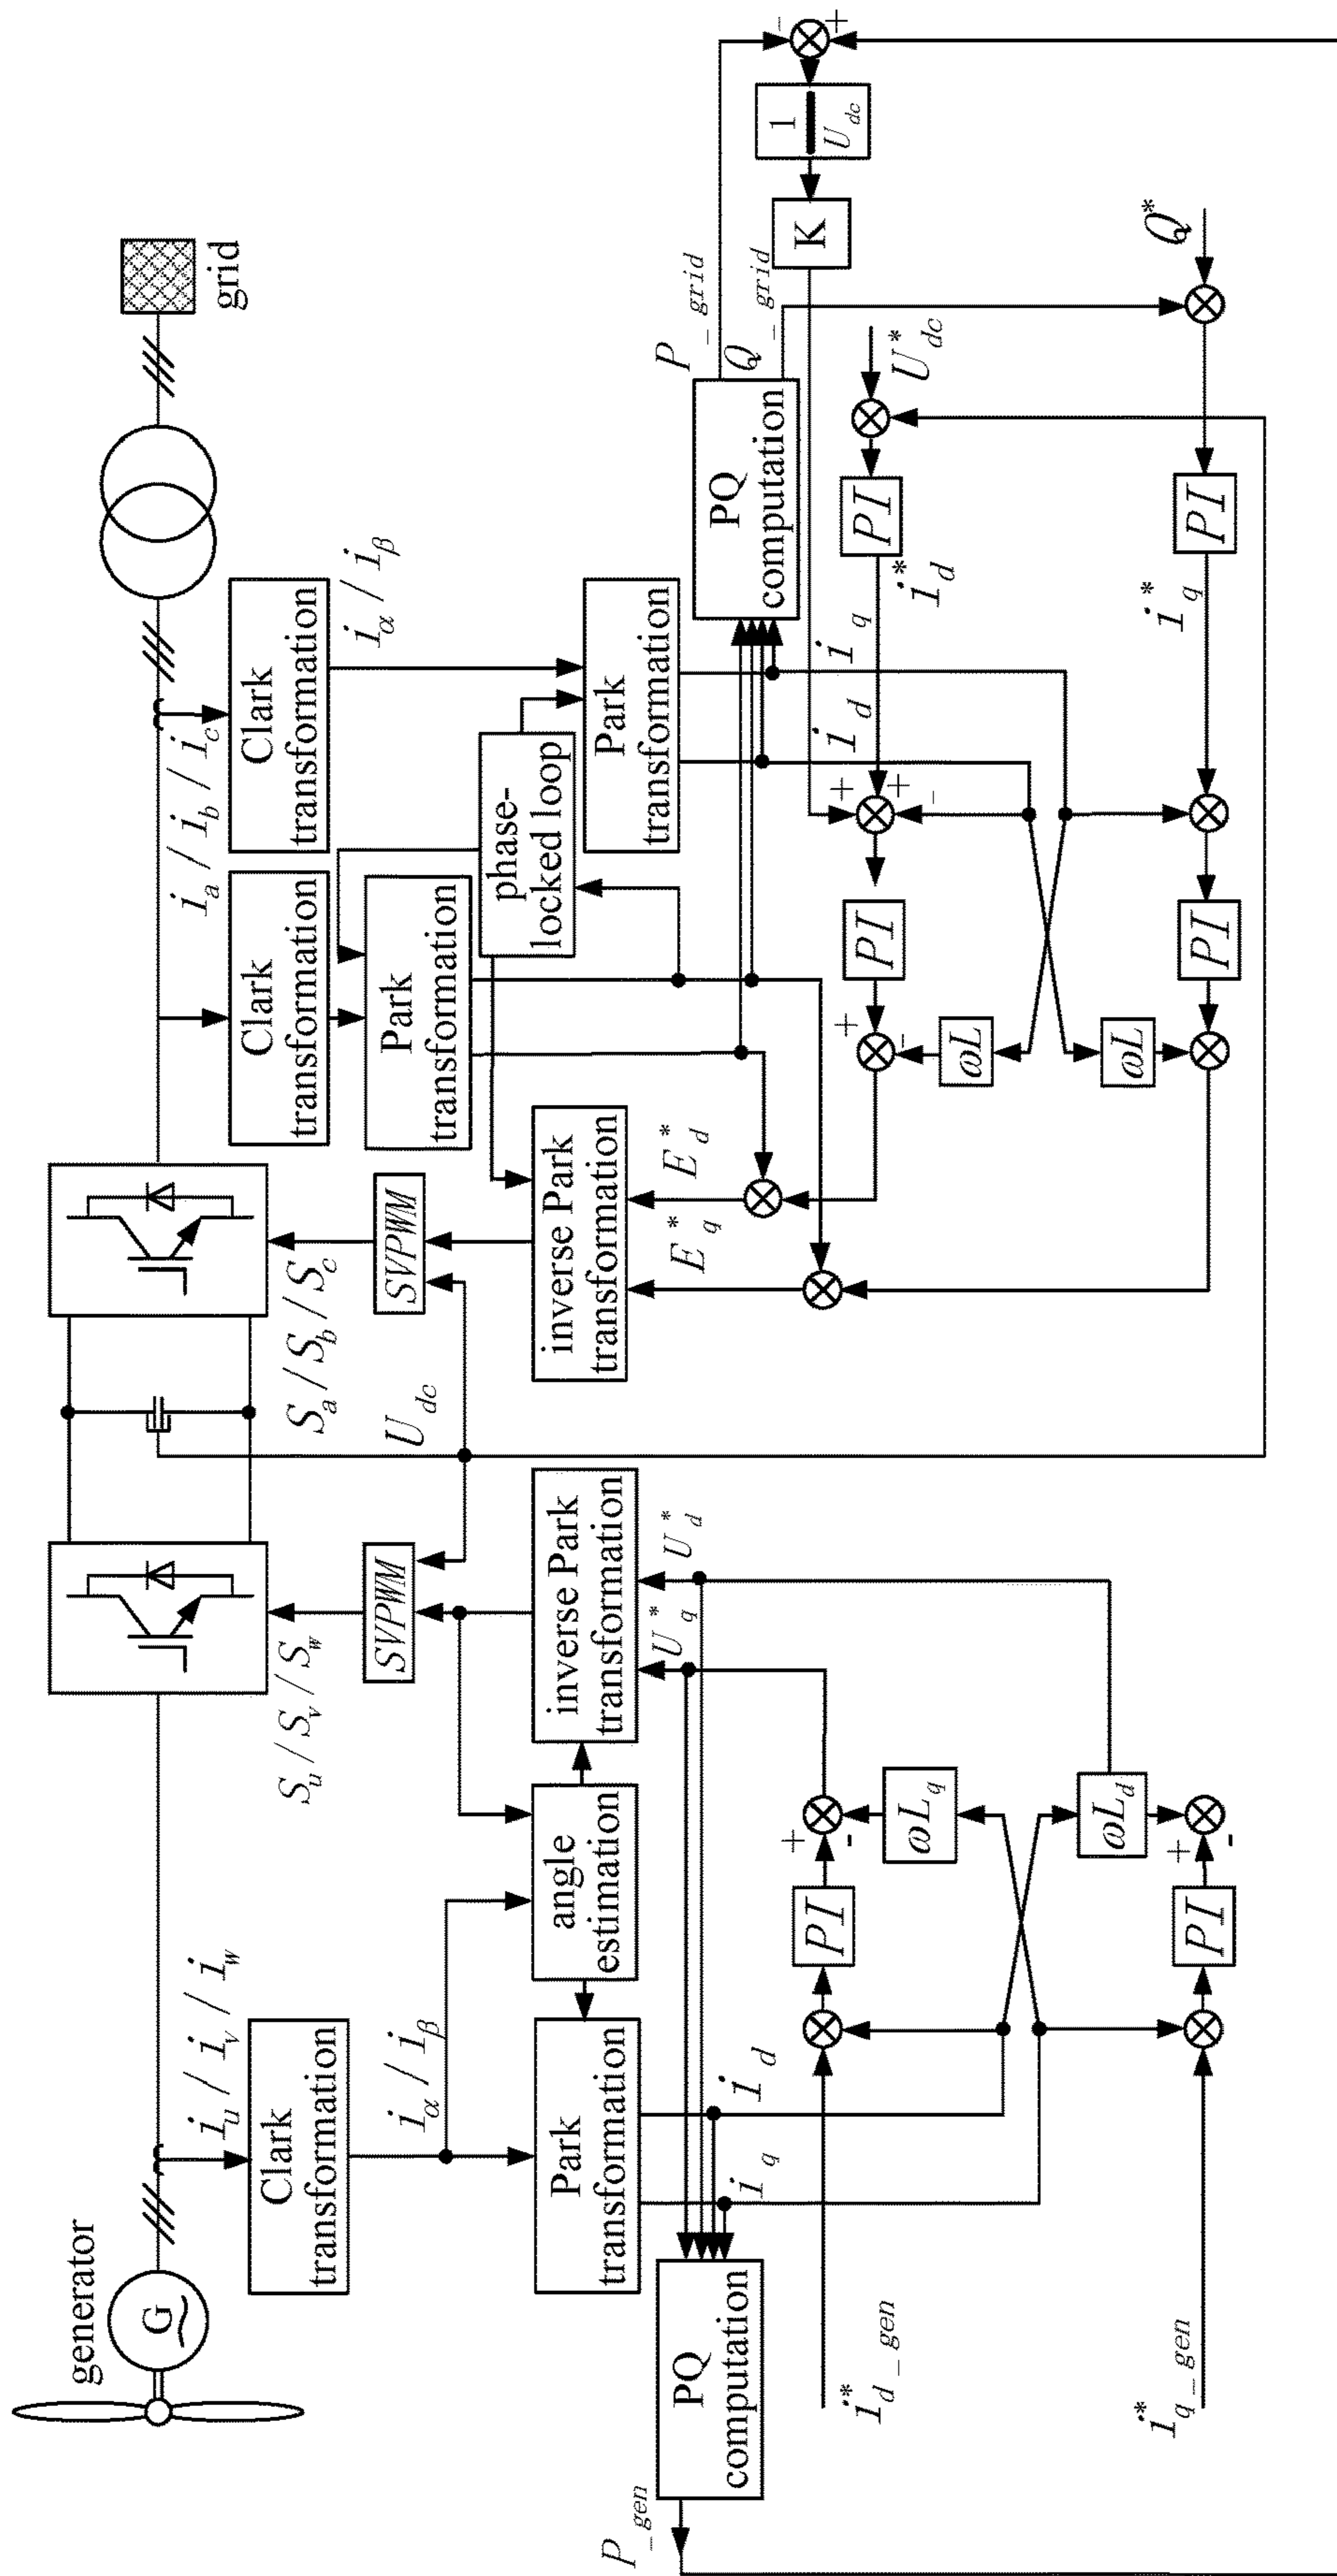 generator
G
grid
i_u / i_v / i_w
i_a / i_b / i_c
Clark
transformation
Clark
transformation
Clark
transformation
S_u / S_v / S_w
S_a / S_b / S_c
i_α / i_β
i_α / i_β
SVPWM
U_dc
SVPWM
Park
transformation
phase-
locked loop
Park
transformation
angle
estimation
inverse Park
transformation
inverse Park
transformation
Park
transformation
P_gen
PQ
computation
i_q
i_d
U*_q
U*_d
E*_q
E*_d
PQ
computation
P_grid
Q_grid
-
+
1
U_dc
K
i_d
i_q
+
+
-
PI
i*_d
U*_dc
PI
+
-
ωL
ωL
PI
i*_q
PI
Q*
i*_d_gen
PI
+
-
ωL_q
ωL_d
i*_q_gen
PI
+
-